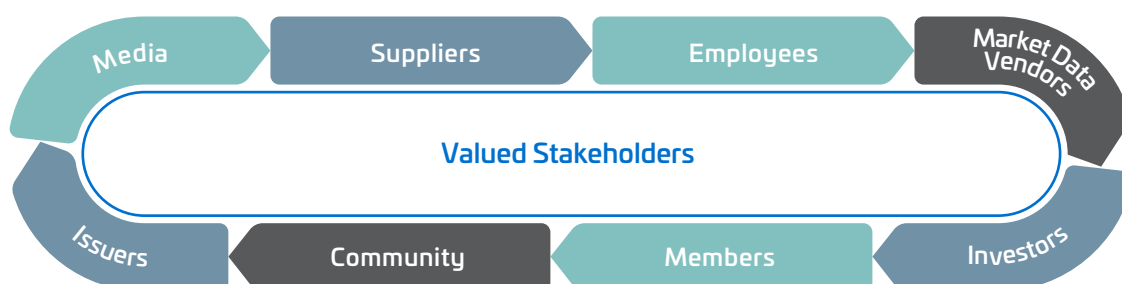 Media
Suppliers
Employees
Market Data
Vendors
Valued Stakeholders
Issuers
Community
Members
Investors